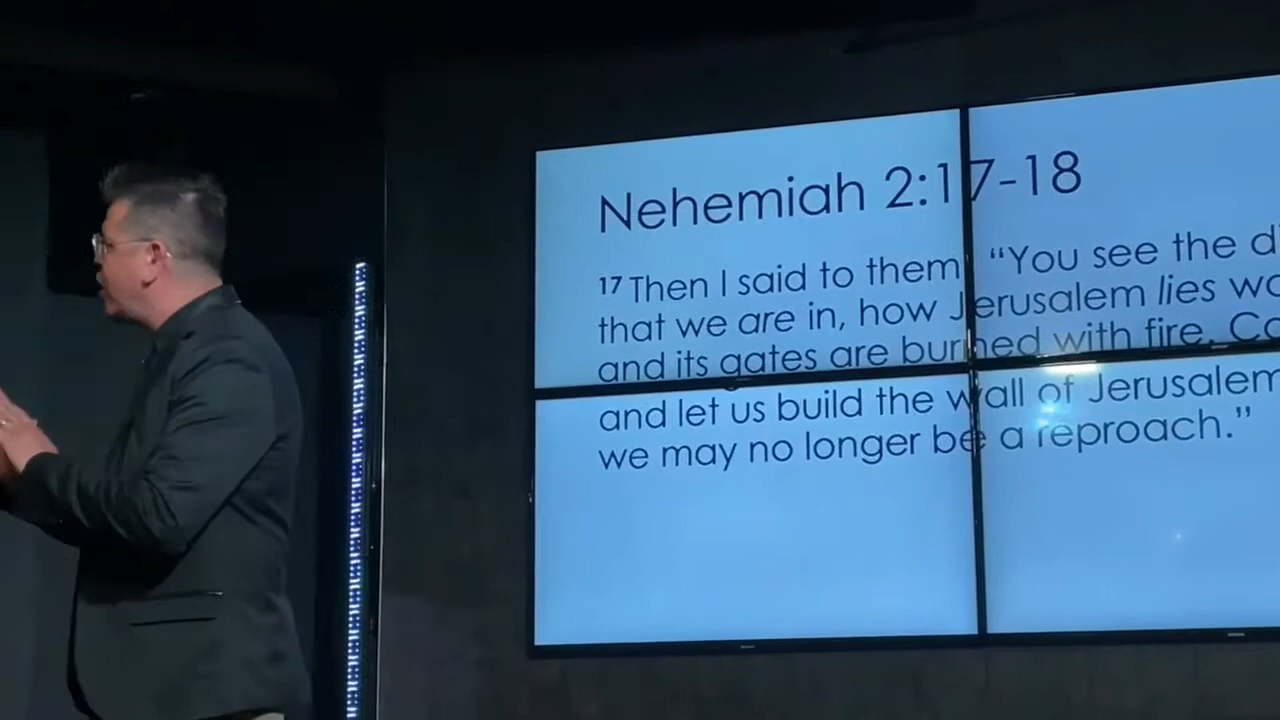 Nehemiah 2:17-18
17 Then I said to them, “You see the
that we are in, how Jerusalem lies
and its gates are burned with fire.
and let us build the wall of Jerusalem
we may no longer be a reproach.”